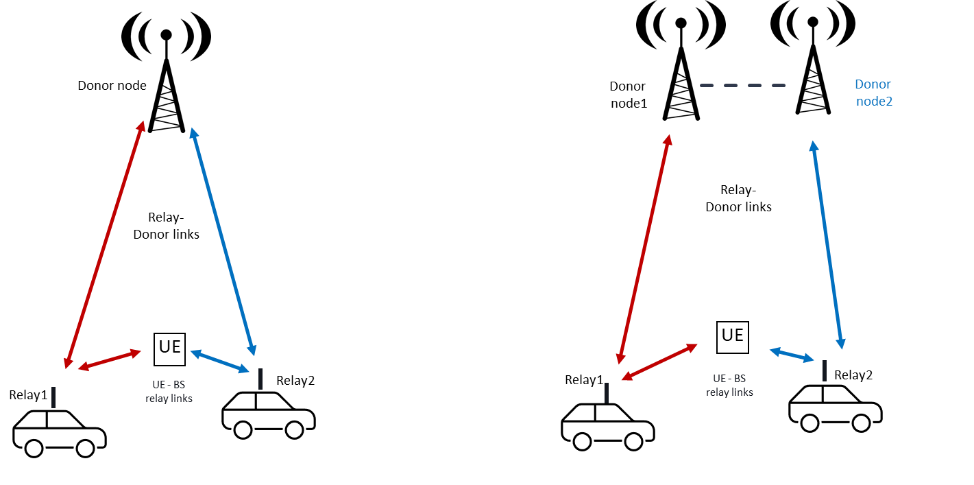 Donor node
Relay-
Donor links
UE
Relay1
UE - BS
relay links
Relay2
Donor
node1
Donor
node2
Relay-
Donor links
UE
Relay1
UE - BS
relay links
Relay2